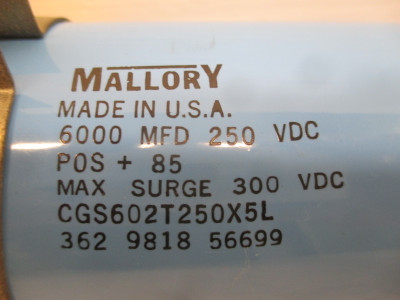 MALLORY
MADE IN U.S.A.
6000 MFD 250 VDC
POS + 85
MAX SURGE 300 VDC
CGS602T250X5L
362 9818 56699